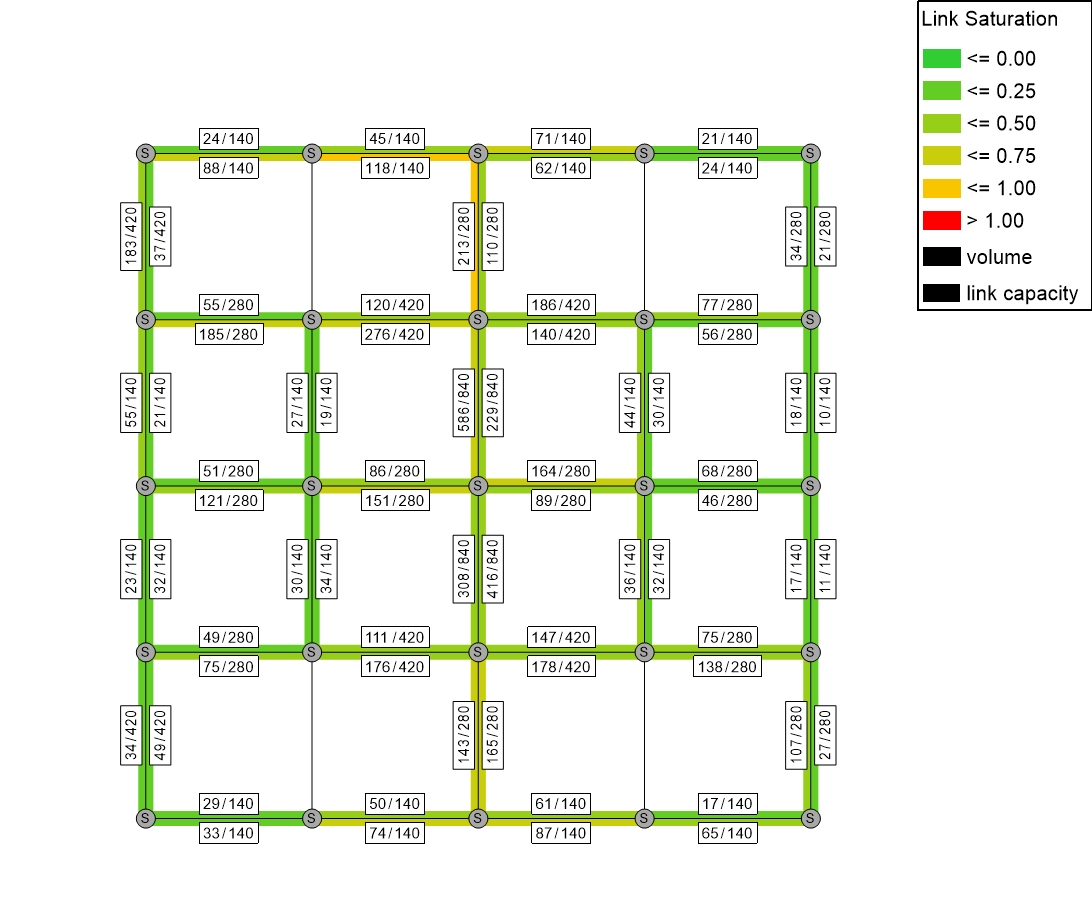 Link Saturation
<= 0.00
<= 0.25
<= 0.50
<= 0.75
<= 1.00
> 1.00
volume
link capacity
24/140 45/140 71/140 21/140
S S S S S
88/140 118/140 62/140 24/140
183/420 37/420 213/280 110/280 34/280 21/280
55/280 120/420 186/420 77/280
S S S S S
185/280 276/420 140/420 56/280
55/140 21/140 27/140 19/140 586/840 229/840 44/140 30/140 18/140 10/140
51/280 86/280 164/280 68/280
S S S S S
121/280 151/280 89/280 46/280
23/140 32/140 30/140 34/140 308/840 416/840 36/140 32/140 17/140 11/140
49/280 111/420 147/420 75/280
S S S S S
75/280 176/420 178/420 138/280
34/420 49/420 143/280 165/280 107/280 27/280
29/140 50/140 61/140 17/140
S S S S S
33/140 74/140 87/140 65/140